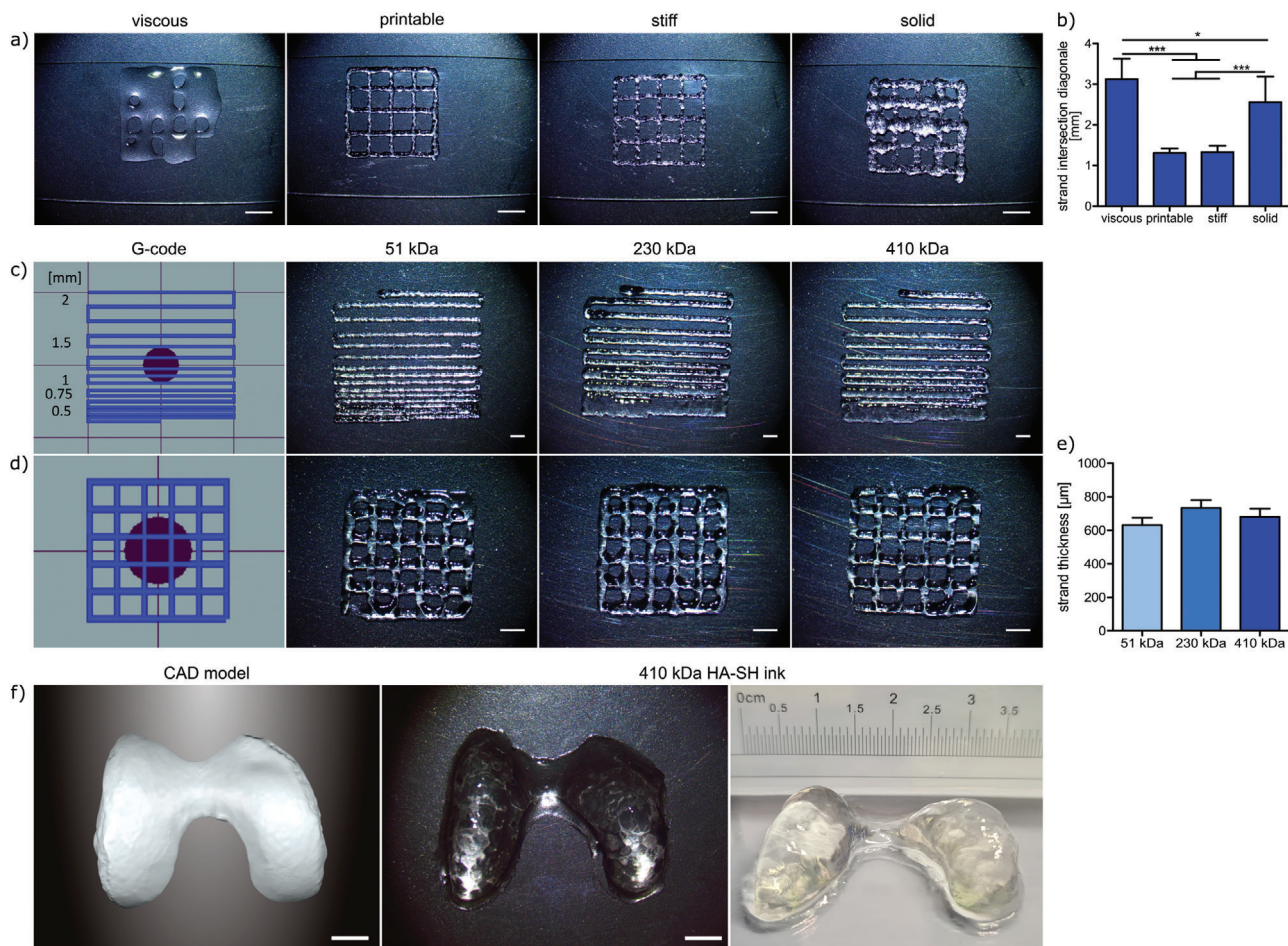 viscous printable stiff solid
a)
b)
strand intersection diagonale
[mm]
4
3
2
1
0
*
***
***
viscous printable stiff solid
G-code 51 kDa 230 kDa 410 kDa
c)
[mm]
2
1.5
1
0.75
0.5
d)
e)
strand thickness [µm]
1000
800
600
400
200
0
51 kDa 230 kDa 410 kDa
CAD model 410 kDa HA-SH ink
f)
0cm 1 2 3
0.5 1.5 2.5 3.5